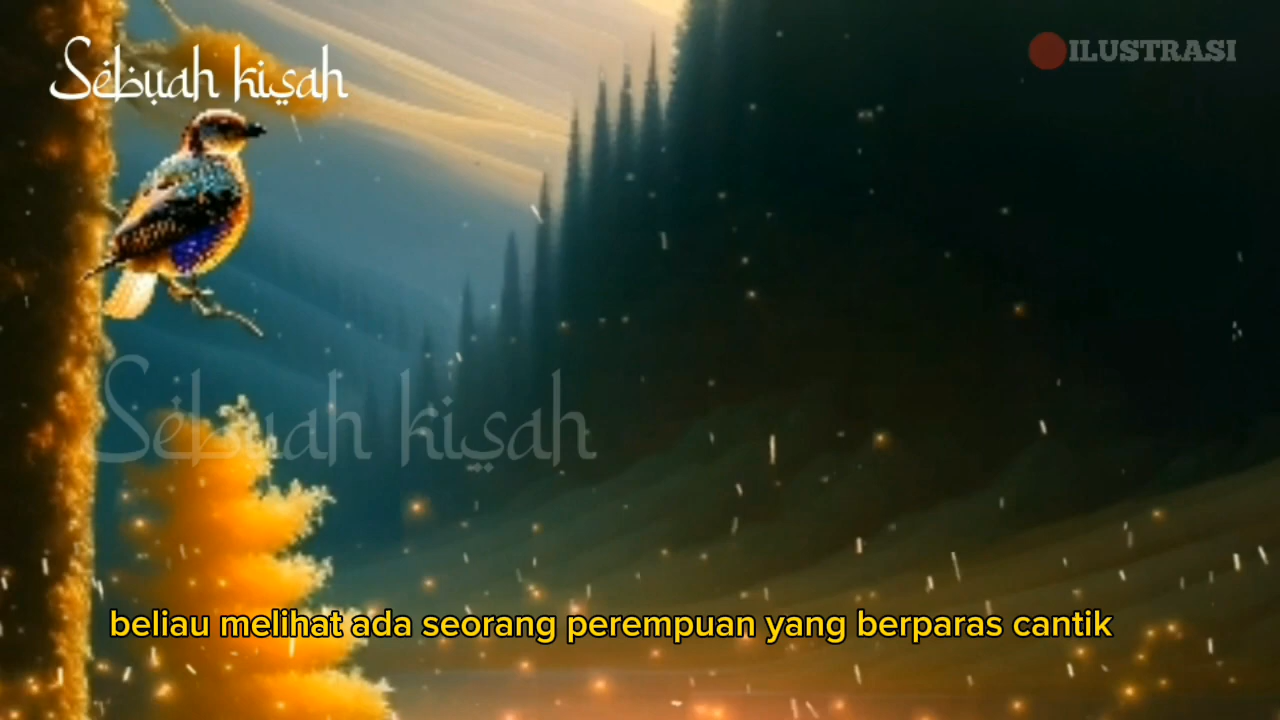 Sebuah kisah
ILUSTRASI
Sebuah kisah
beliau melihat ada seorang perempuan yang berparas cantik